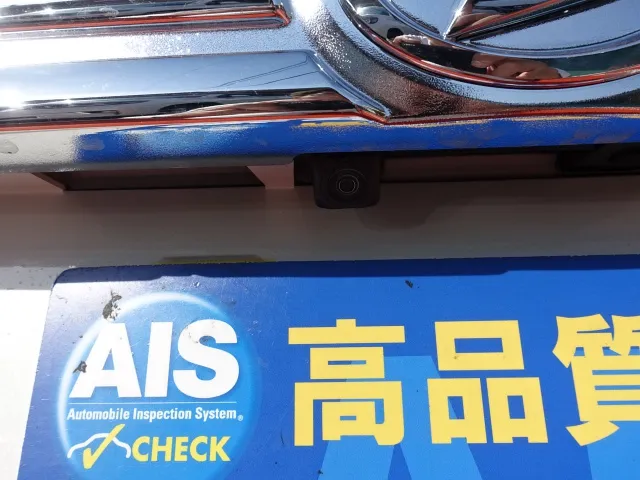 AIS
Automobile Inspection System®
CHECK
高品質